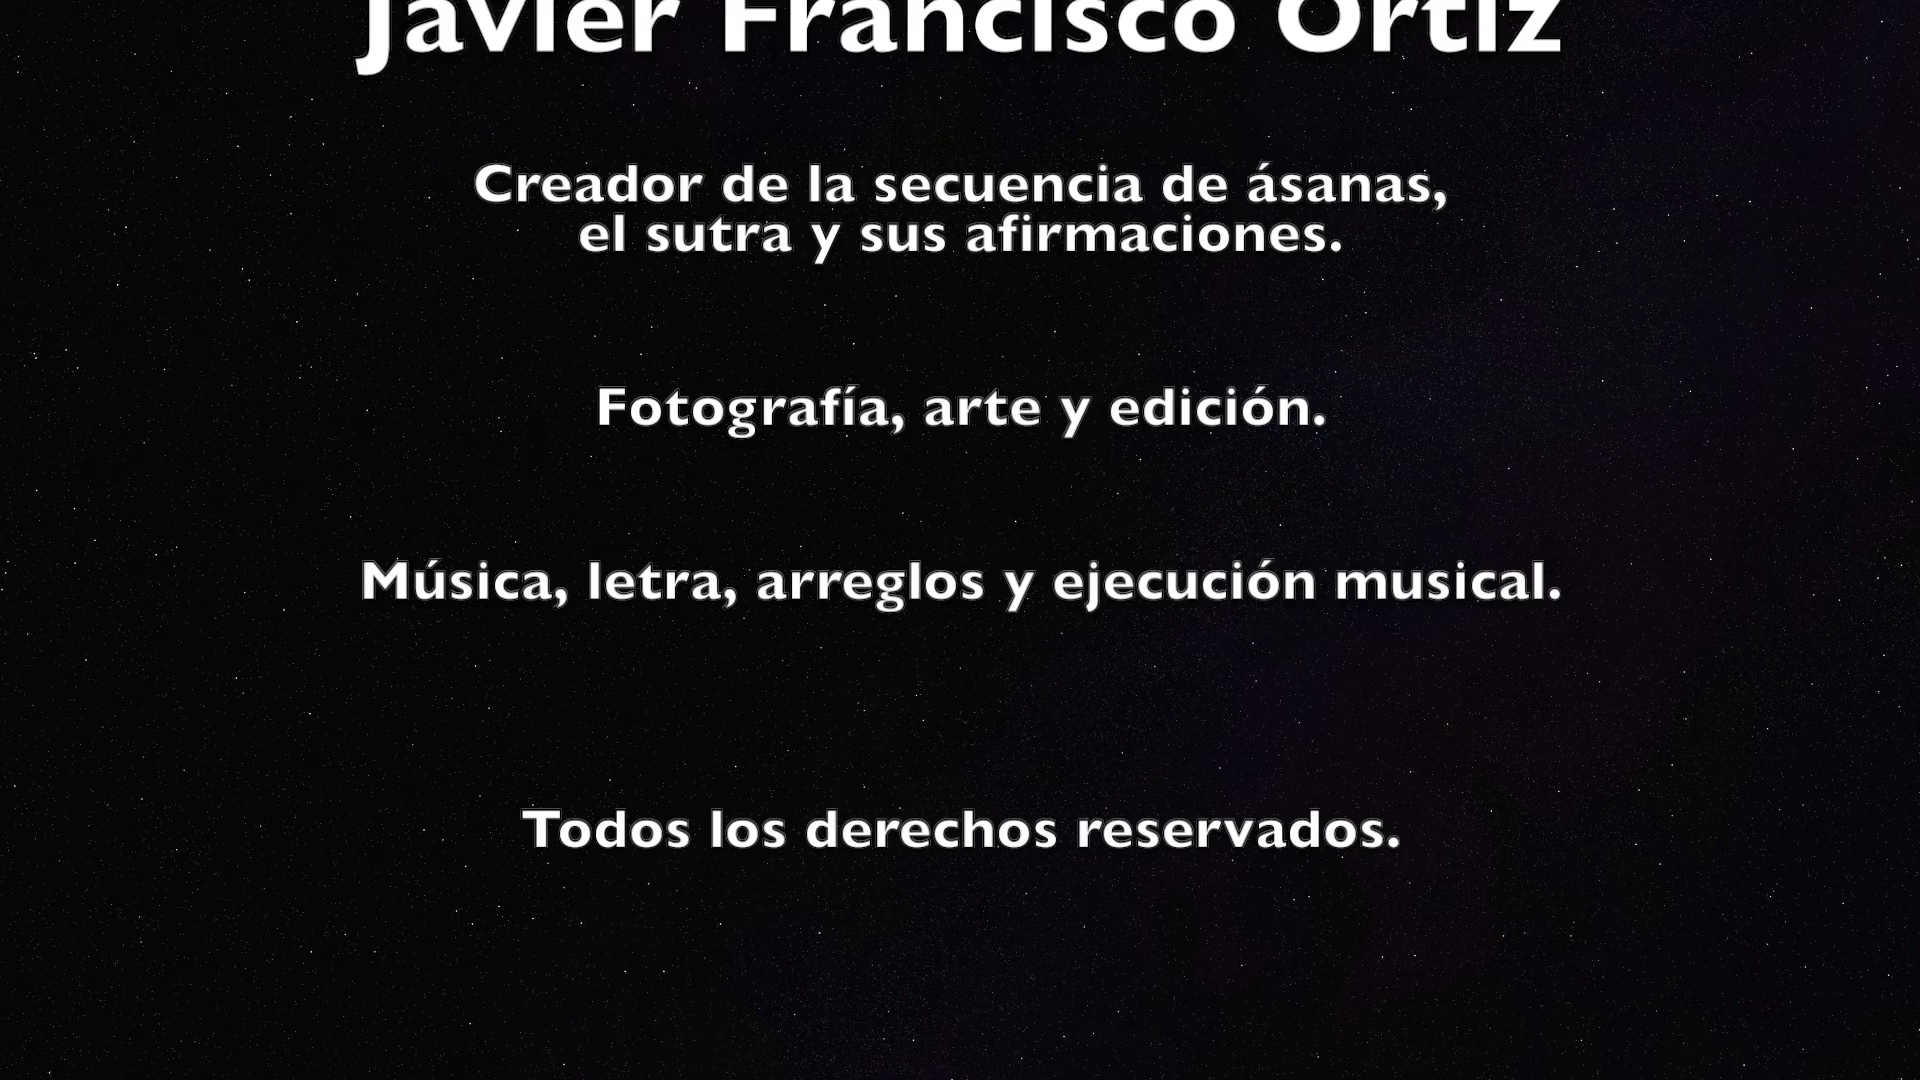 Javier Francisco Ortiz
Creador de la secuencia de ásanas,
el sutra y sus afirmaciones.
Fotografía, arte y edición.
Música, letra, arreglos y ejecución musical.
Todos los derechos reservados.